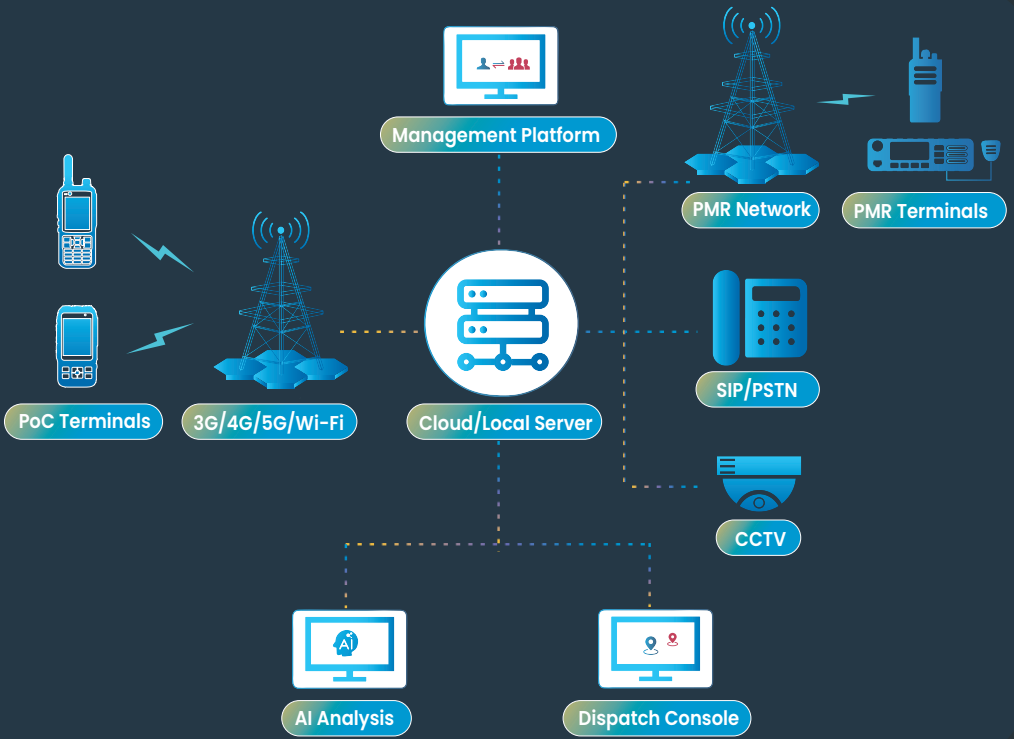 Management Platform
PMR Network
PMR Terminals
PoC Terminals
3G/4G/5G/Wi-Fi
Cloud/Local Server
SIP/PSTN
CCTV
AI
AI Analysis
Dispatch Console